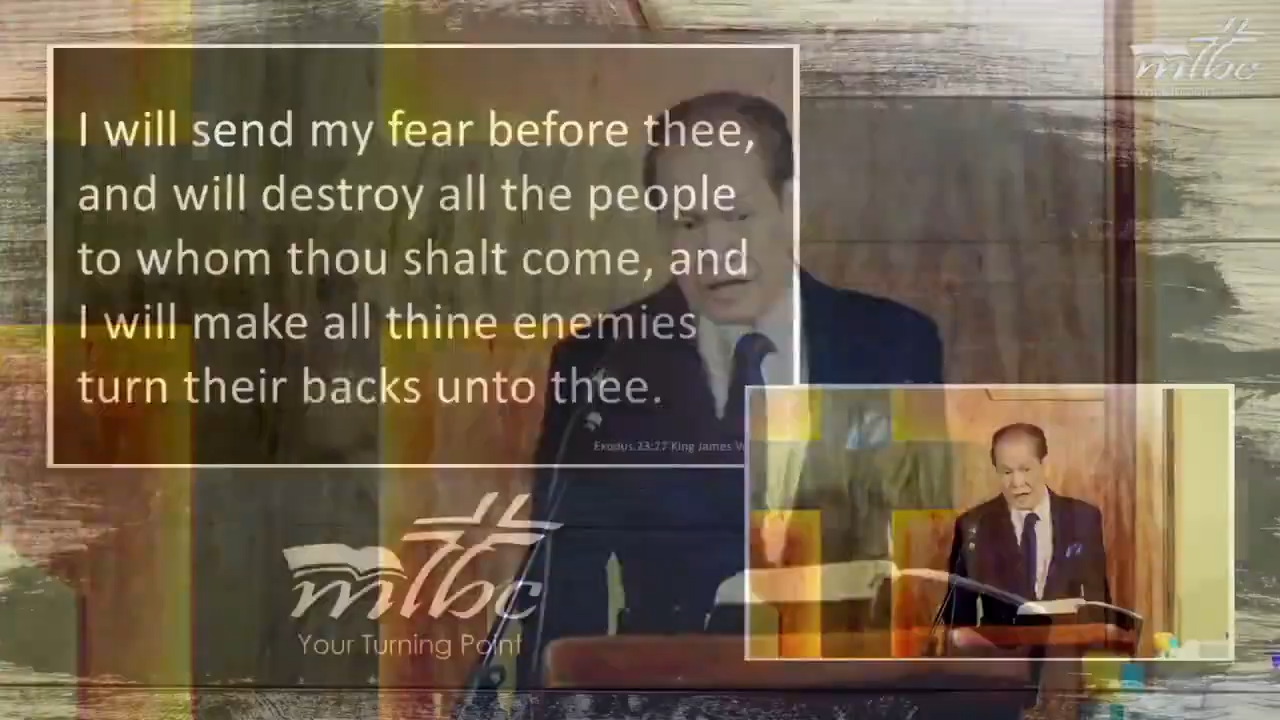 mtbc
I will send my fear before thee,
and will destroy all the people
to whom thou shalt come, and
I will make all thine enemies
turn their backs unto thee.
Exodus 23:27 King James
mtbc
Your Turning Point